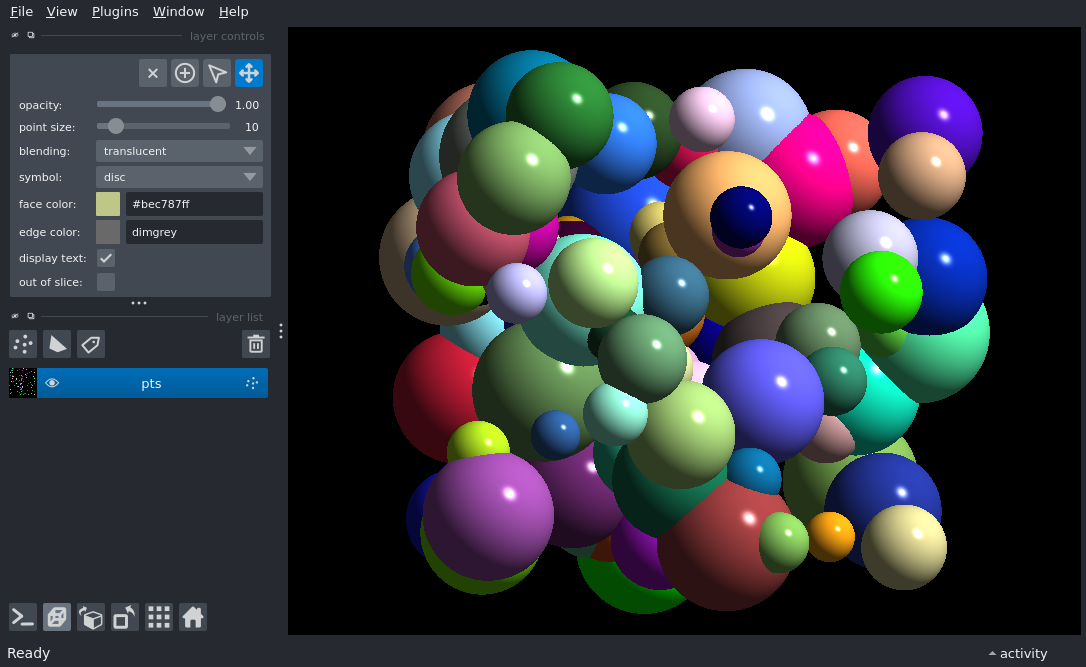 File View Plugins Window Help
layer controls
opacity: 1.00
point size: 10
blending: translucent
symbol: disc
face color: #bec787ff
edge color: dimgrey
display text:
out of slice:
layer list
pts
Ready
activity